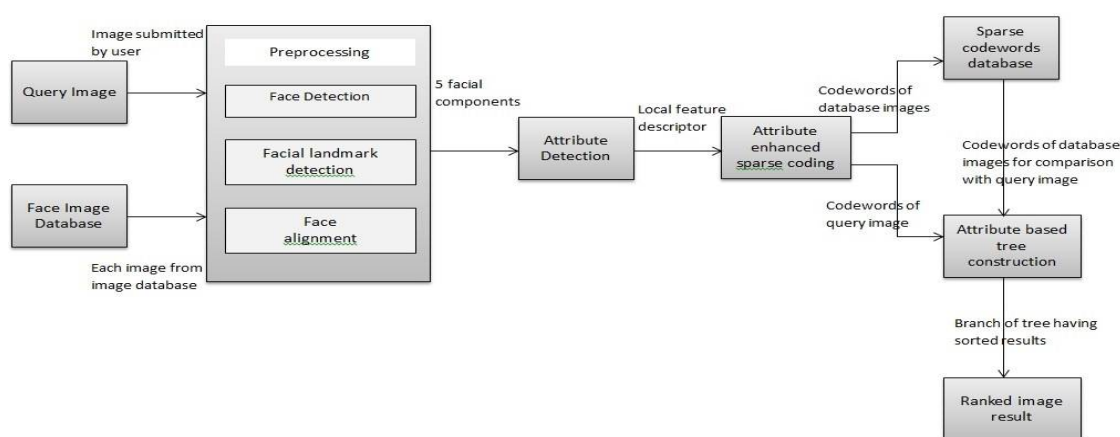 Image submitted
by user
Query Image
Face Image
Database
Each image from
image database
Preprocessing
Face Detection
Facial landmark
detection
Face
alignment
5 facial
components
Attribute
Detection
Local feature
descriptor
Attribute
enhanced
sparse coding
Codewords of
database images
Sparse
codewords
database
Codewords of database
images for comparison
with query image
Codewords of
query image
Attribute based
tree
construction
Branch of tree having
sorted results
Ranked image
result